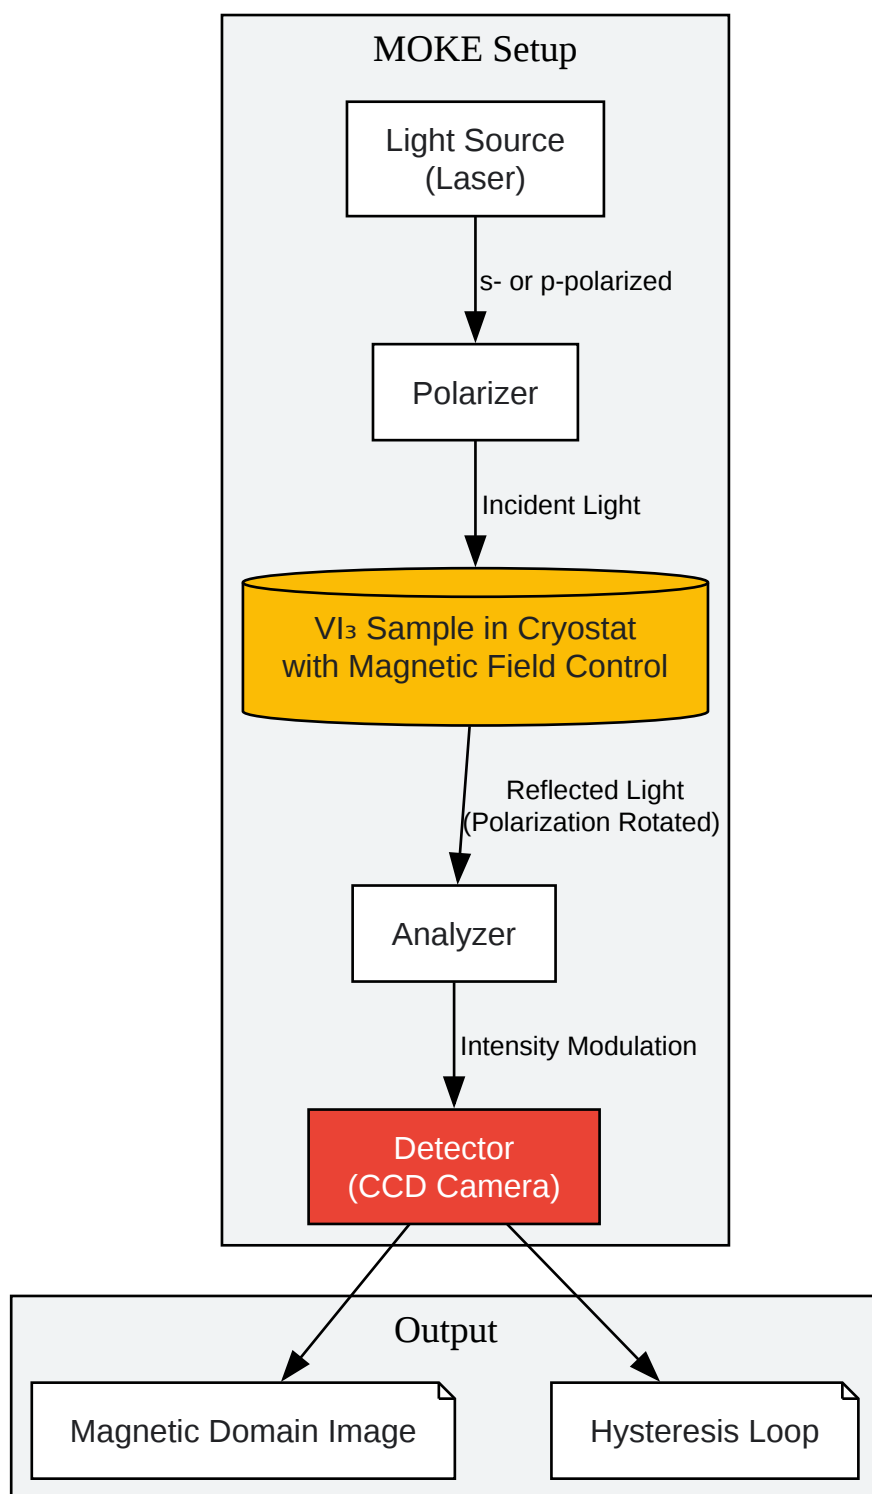 MOKE Setup
Light Source
(Laser)
s- or p-polarized
Polarizer
Incident Light
VI₃ Sample in Cryostat
with Magnetic Field Control
Reflected Light
(Polarization Rotated)
Analyzer
Intensity Modulation
Detector
(CCD Camera)
Output
Magnetic Domain Image
Hysteresis Loop